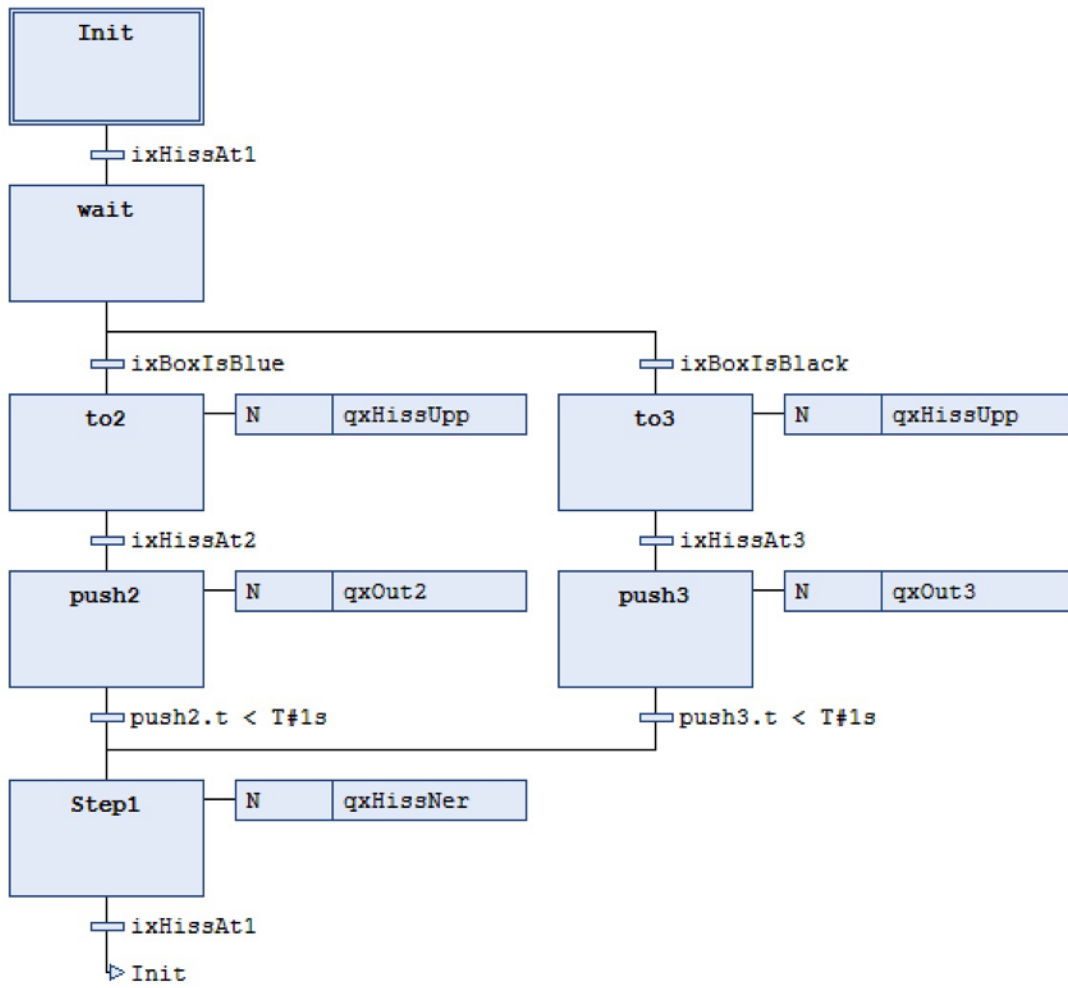 Init
ixHissAt1
wait
ixBoxIsBlue
ixBoxIsBlack
to2 N qxHissUpp
to3 N qxHissUpp
ixHissAt2
ixHissAt3
push2 N qxOut2
push3 N qxOut3
push2.t < T#1s
push3.t < T#1s
Step1 N qxHissNer
ixHissAt1
Init